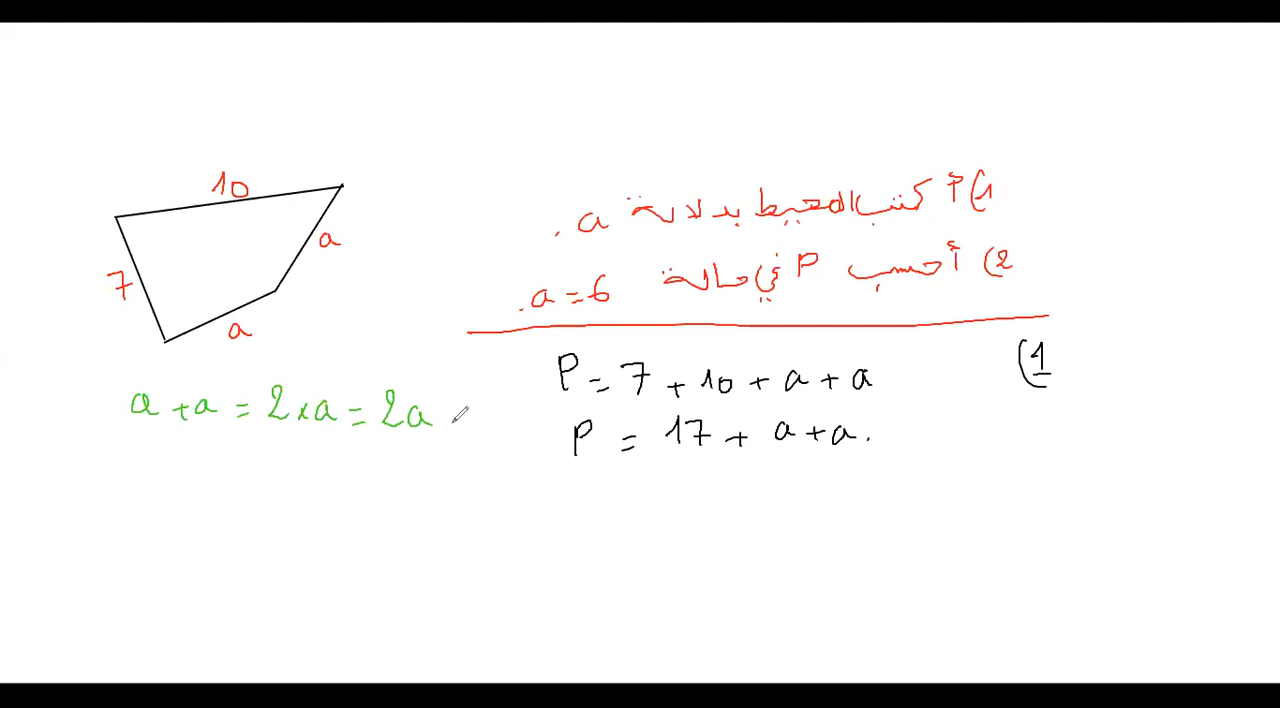 10
7
a
a
1) أكتب المحيط بدلالة a.
2) أحسب P في حالة a = 6.
1)
P = 7 + 10 + a + a
P = 17 + a + a.
a + a = 2 × a = 2a